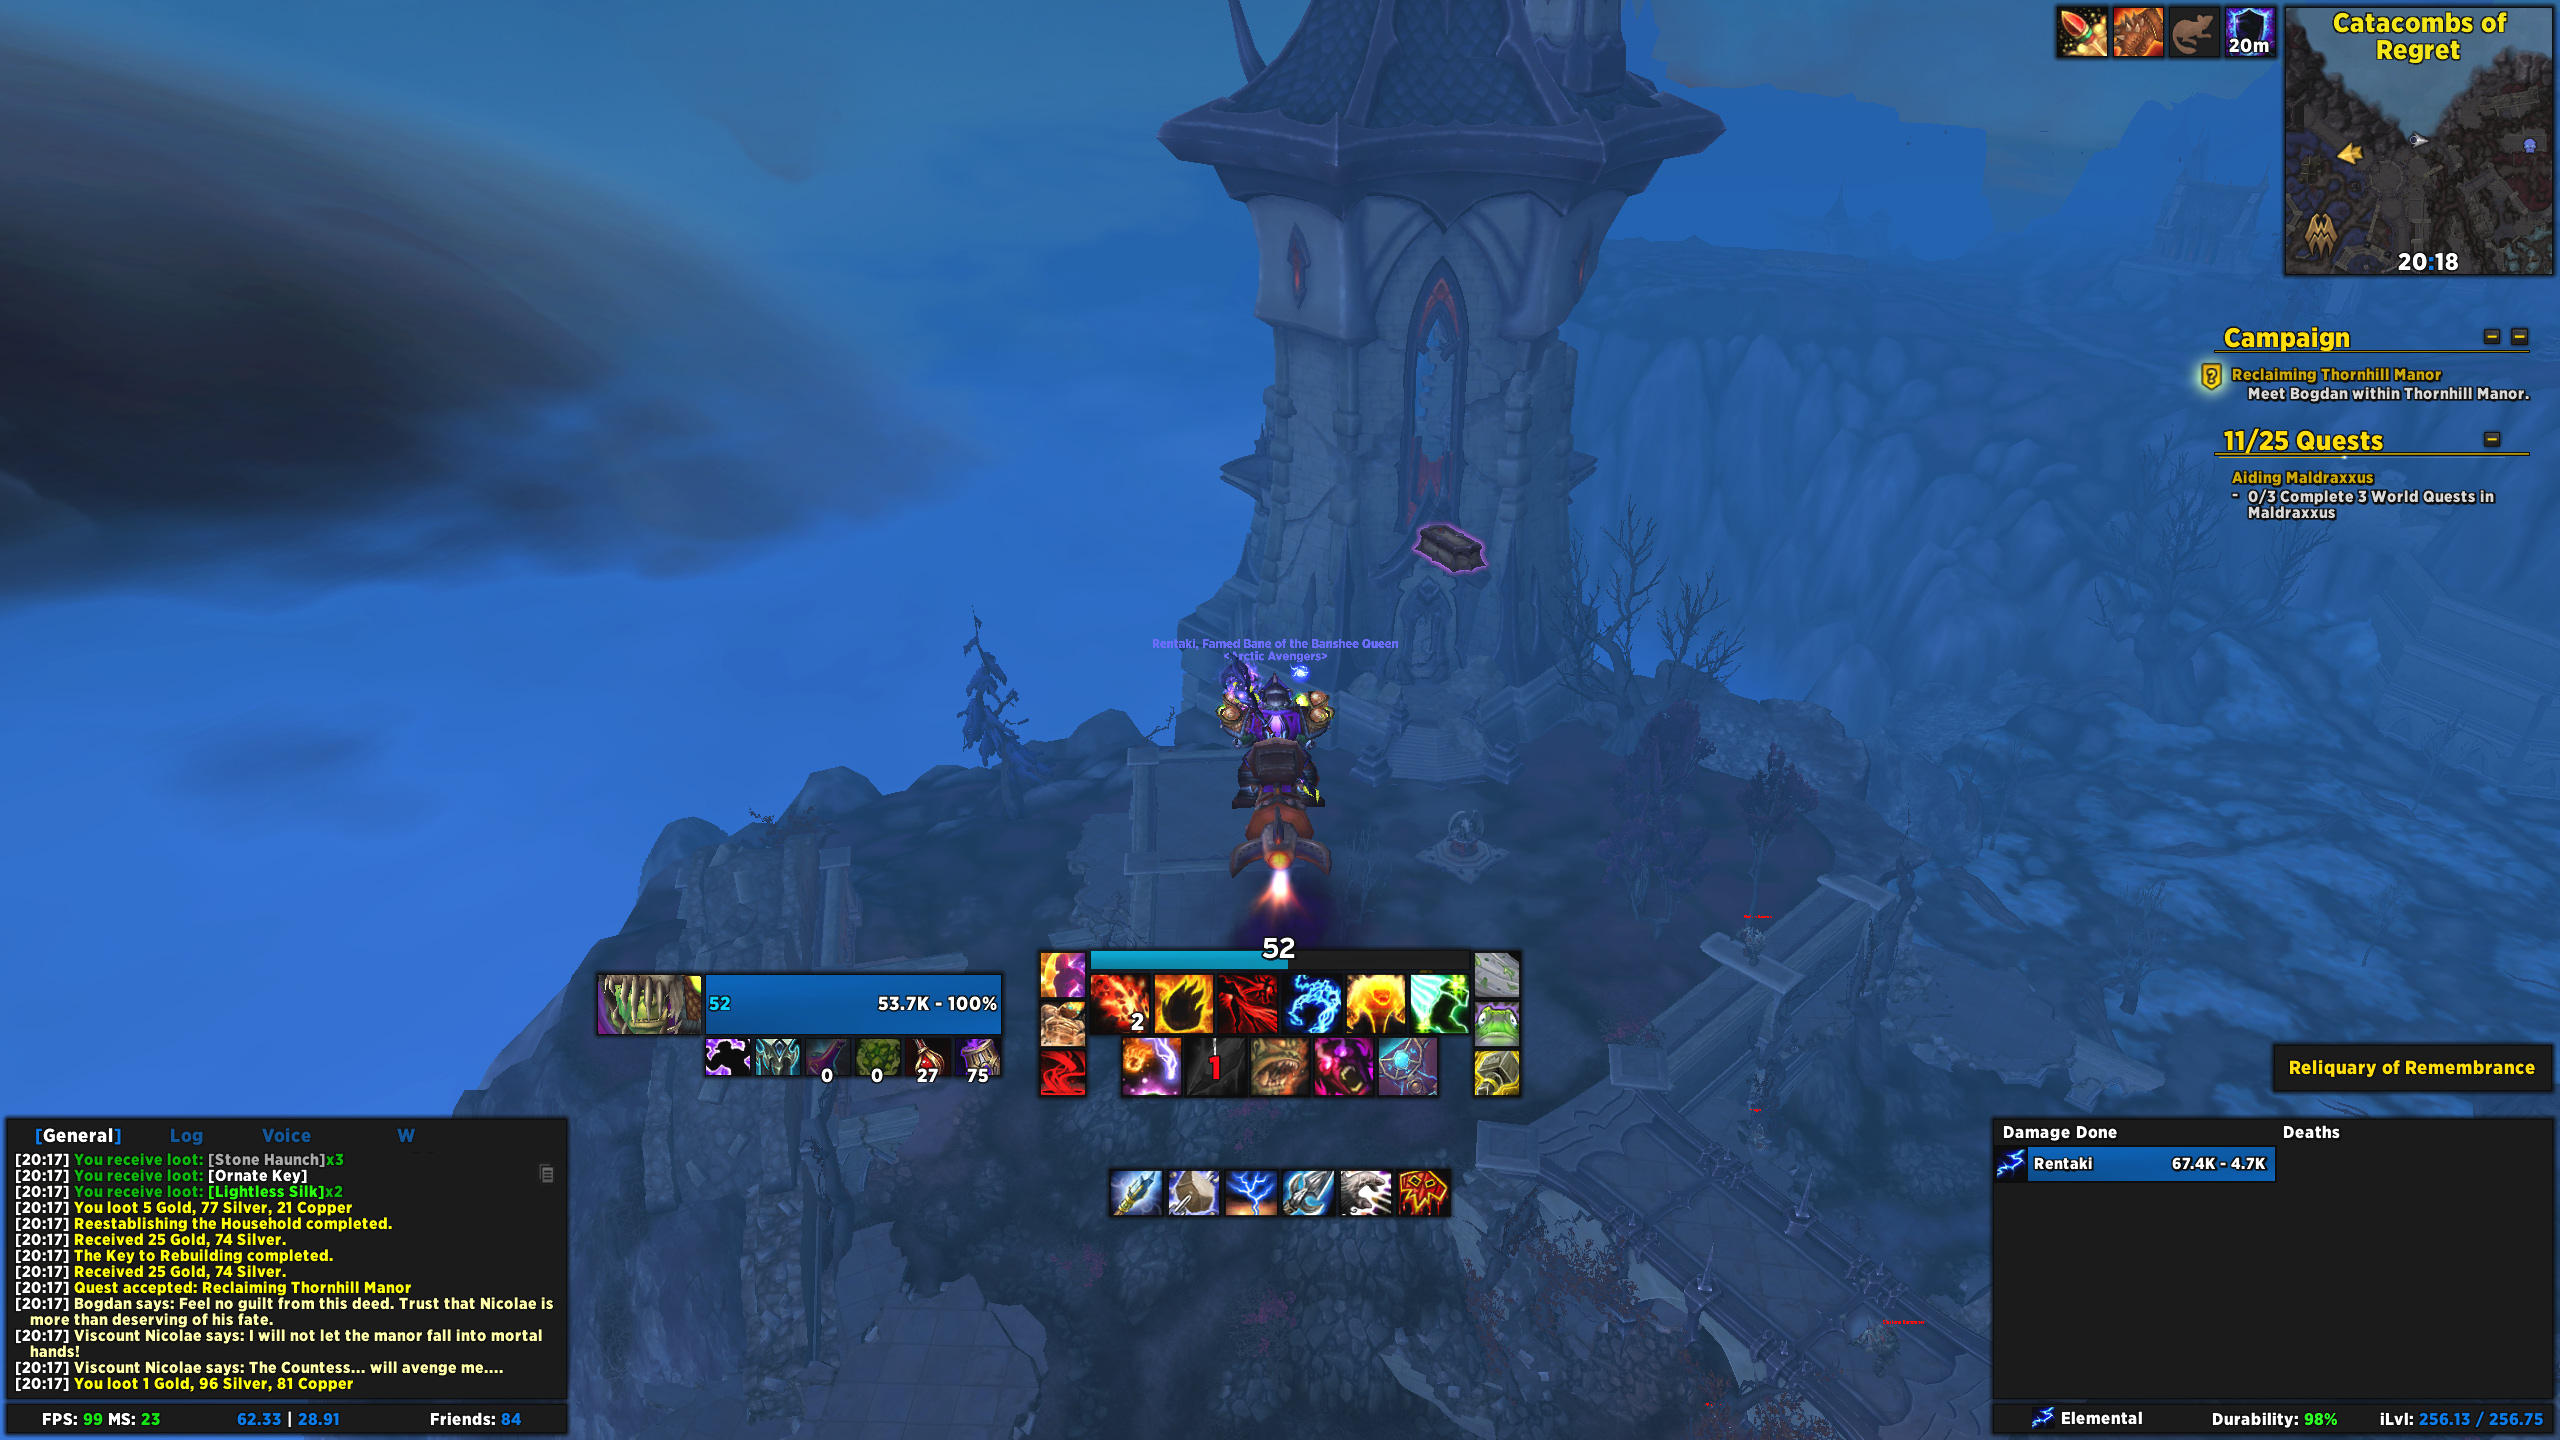 Catacombs of
Regret
20m
20:18
Campaign
Reclaiming Thornhill Manor
Meet Bogdan within Thornhill Manor.
11/25 Quests
Aiding Maldraxxus
- 0/3 Complete 3 World Quests in
Maldraxxus
Rentaki, Famed Bane of the Banshee Queen
<Arctic Avengers>
52
52
53.7K - 100%
2
1
0
0
27
75
Reliquary of Remembrance
[General]
Log
Voice
W
[20:17] You receive loot: [Stone Haunch]x3
[20:17] You receive loot: [Ornate Key]
[20:17] You receive loot: [Lightless Silk]x2
[20:17] You loot 5 Gold, 77 Silver, 21 Copper
[20:17] Reestablishing the Household completed.
[20:17] Received 25 Gold, 74 Silver.
[20:17] The Key to Rebuilding completed.
[20:17] Received 25 Gold, 74 Silver.
[20:17] Quest accepted: Reclaiming Thornhill Manor
[20:17] Bogdan says: Feel no guilt from this deed. Trust that Nicolae is
more than deserving of his fate.
[20:17] Viscount Nicolae says: I will not let the manor fall into mortal
hands!
[20:17] Viscount Nicolae says: The Countess... will avenge me....
[20:17] You loot 1 Gold, 96 Silver, 81 Copper
FPS: 99 MS: 23
62.33 | 28.91
Friends: 84
Damage Done
Deaths
Rentaki
67.4K - 4.7K
Elemental
Durability: 98%
iLvl: 256.13 / 256.75